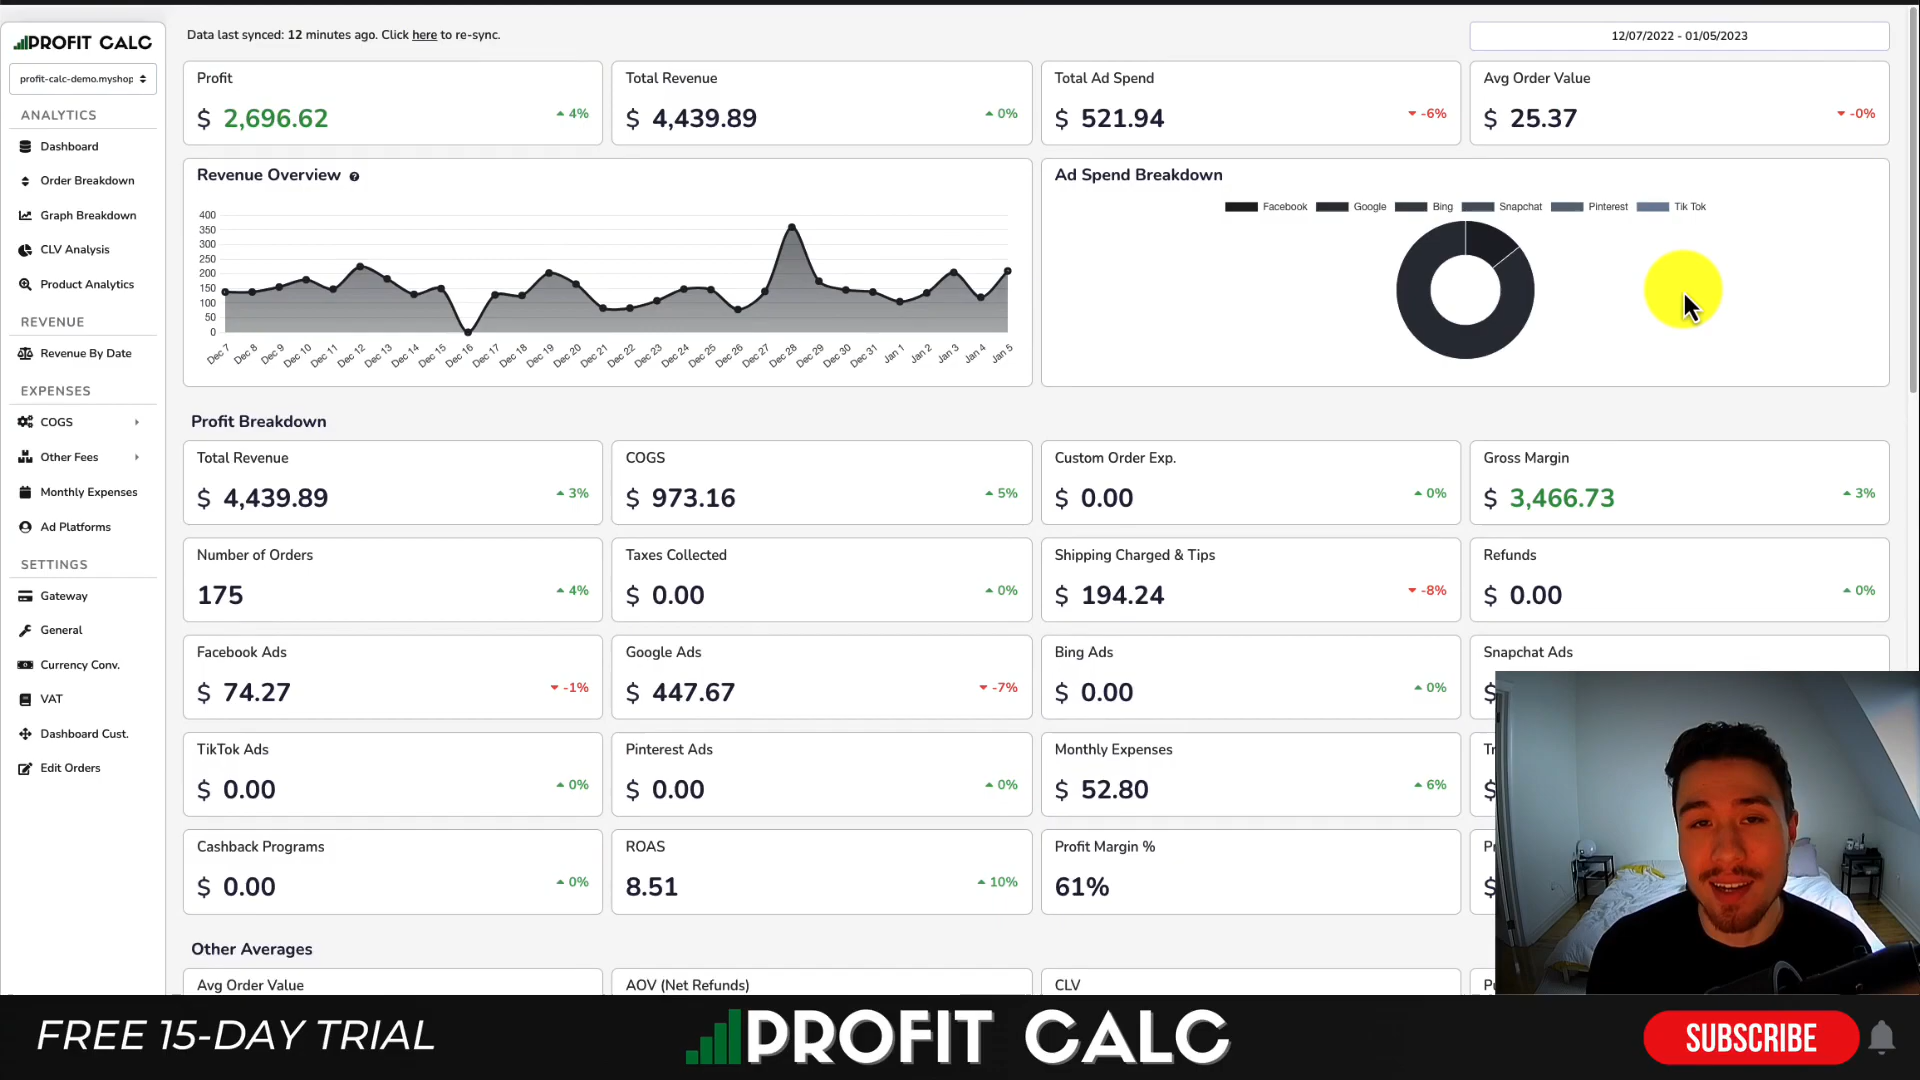 PROFIT CALC
profit-calc-demo.myshop
ANALYTICS
Dashboard
Order Breakdown
Graph Breakdown
CLV Analysis
Product Analytics
REVENUE
Revenue By Date
EXPENSES
COGS
Other Fees
Monthly Expenses
Ad Platforms
SETTINGS
Gateway
General
Currency Conv.
VAT
Dashboard Cust.
Edit Orders
Data last synced: 12 minutes ago. Click here to re-sync.
12/07/2022 - 01/05/2023
Profit
$ 2,696.62 4%
Total Revenue
$ 4,439.89 0%
Total Ad Spend
$ 521.94 -6%
Avg Order Value
$ 25.37 -0%
Revenue Overview
400
350
300
250
200
150
100
50
0
Dec 7 Dec 8 Dec 9 Dec 10 Dec 11 Dec 12 Dec 13 Dec 14 Dec 15 Dec 16 Dec 17 Dec 18 Dec 19 Dec 20 Dec 21 Dec 22 Dec 23 Dec 24 Dec 25 Dec 26 Dec 27 Dec 28 Dec 29 Dec 30 Dec 31 Jan 1 Jan 2 Jan 3 Jan 4 Jan 5
Ad Spend Breakdown
Facebook Google Bing Snapchat Pinterest Tik Tok
Profit Breakdown
Total Revenue
$ 4,439.89 3%
COGS
$ 973.16 5%
Custom Order Exp.
$ 0.00 0%
Gross Margin
$ 3,466.73 3%
Number of Orders
175 4%
Taxes Collected
$ 0.00 0%
Shipping Charged & Tips
$ 194.24 -8%
Refunds
$ 0.00 0%
Facebook Ads
$ 74.27 -1%
Google Ads
$ 447.67 -7%
Bing Ads
$ 0.00 0%
Snapchat Ads
$
TikTok Ads
$ 0.00 0%
Pinterest Ads
$ 0.00 0%
Monthly Expenses
$ 52.80 6%
$
Cashback Programs
$ 0.00 0%
ROAS
8.51 10%
Profit Margin %
61%
$
Other Averages
Avg Order Value
AOV (Net Refunds)
CLV
FREE 15-DAY TRIAL
PROFIT CALC
SUBSCRIBE